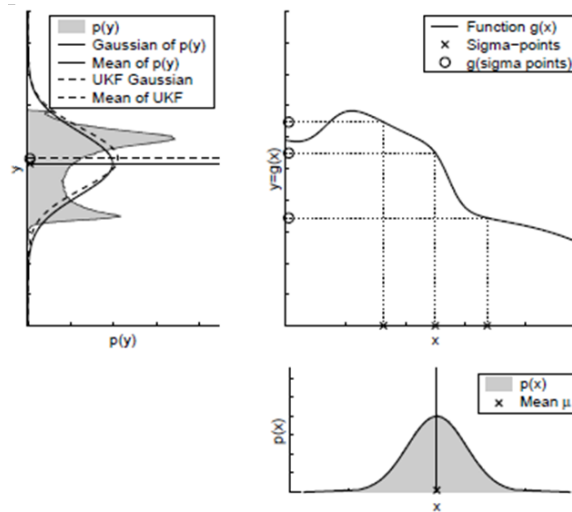 p(y)
Gaussian of p(y)
Mean of p(y)
UKF Gaussian
Mean of UKF
y
p(y)
Function g(x)
Sigma-points
g(sigma points)
y=g(x)
x
p(x)
Mean μ
p(x)
x